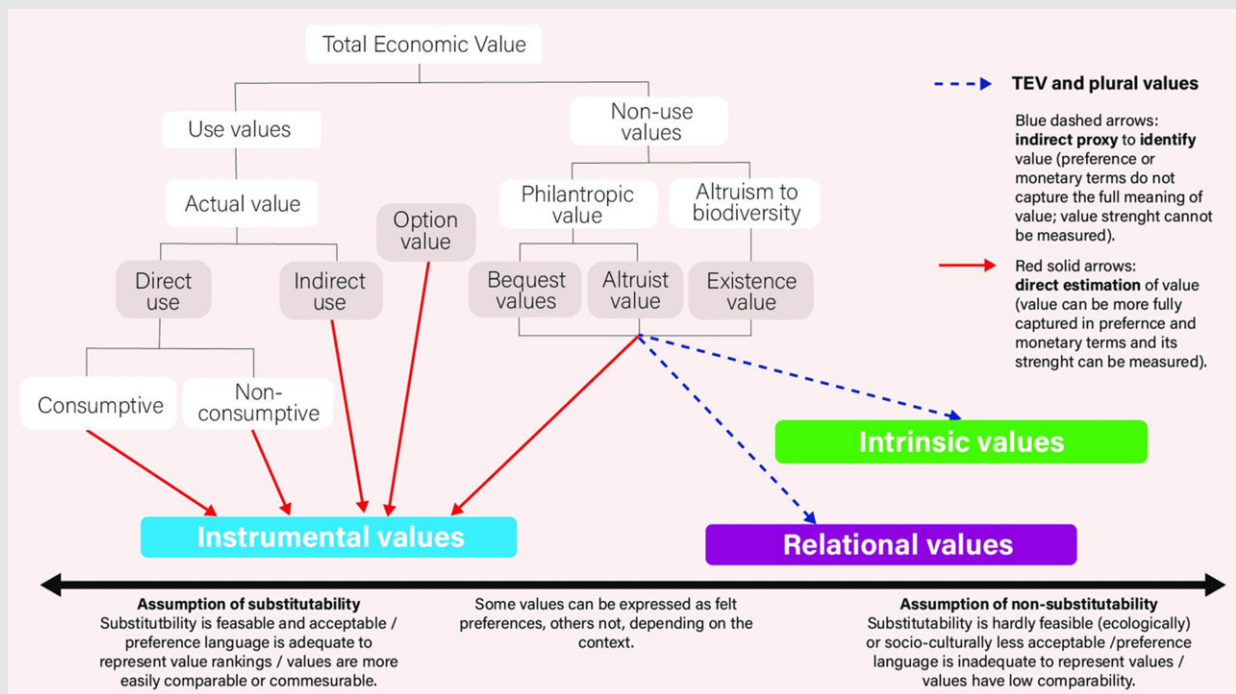 Total Economic Value
Use values
Non-use
values
Actual value
Option
value
Philantropic
value
Altruism to
biodiversity
Direct
use
Indirect
use
Bequest
values
Altruist
value
Existence
value
Consumptive
Non-
consumptive
Instrumental values
Intrinsic values
Relational values
TEV and plural values
Blue dashed arrows:
indirect proxy to identify
value (preference or
monetary terms do not
capture the full meaning of
value; value strenght cannot
be measured).
Red solid arrows:
direct estimation of value
(value can be more fully
captured in prefernce and
monetary terms and its
strenght can be measured).
Assumption of substitutability
Substitutbility is feasable and acceptable /
preference language is adequate to
represent value rankings / values are more
easily comparable or commesurable.
Some values can be expressed as felt
preferences, others not, depending on the
context.
Assumption of non-substitutability
Substitutability is hardly feasible (ecologically)
or socio-culturally less acceptable /preference
language is inadequate to represent values /
values have low comparability.